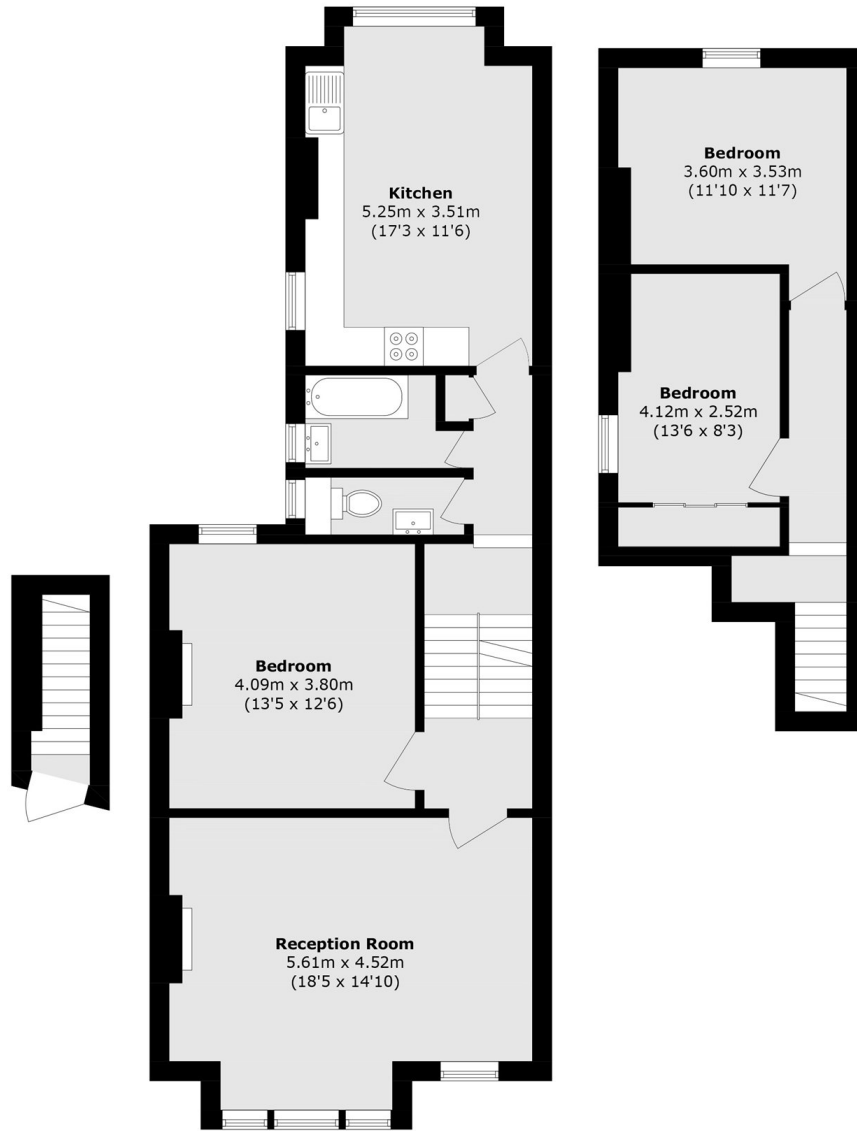 Kitchen
5.25m x 3.51m
(17'3 x 11'6)
Bedroom
3.60m x 3.53m
(11'10 x 11'7)
Bedroom
4.12m x 2.52m
(13'6 x 8'3)
Bedroom
4.09m x 3.80m
(13'5 x 12'6)
Reception Room
5.61m x 4.52m
(18'5 x 14'10)